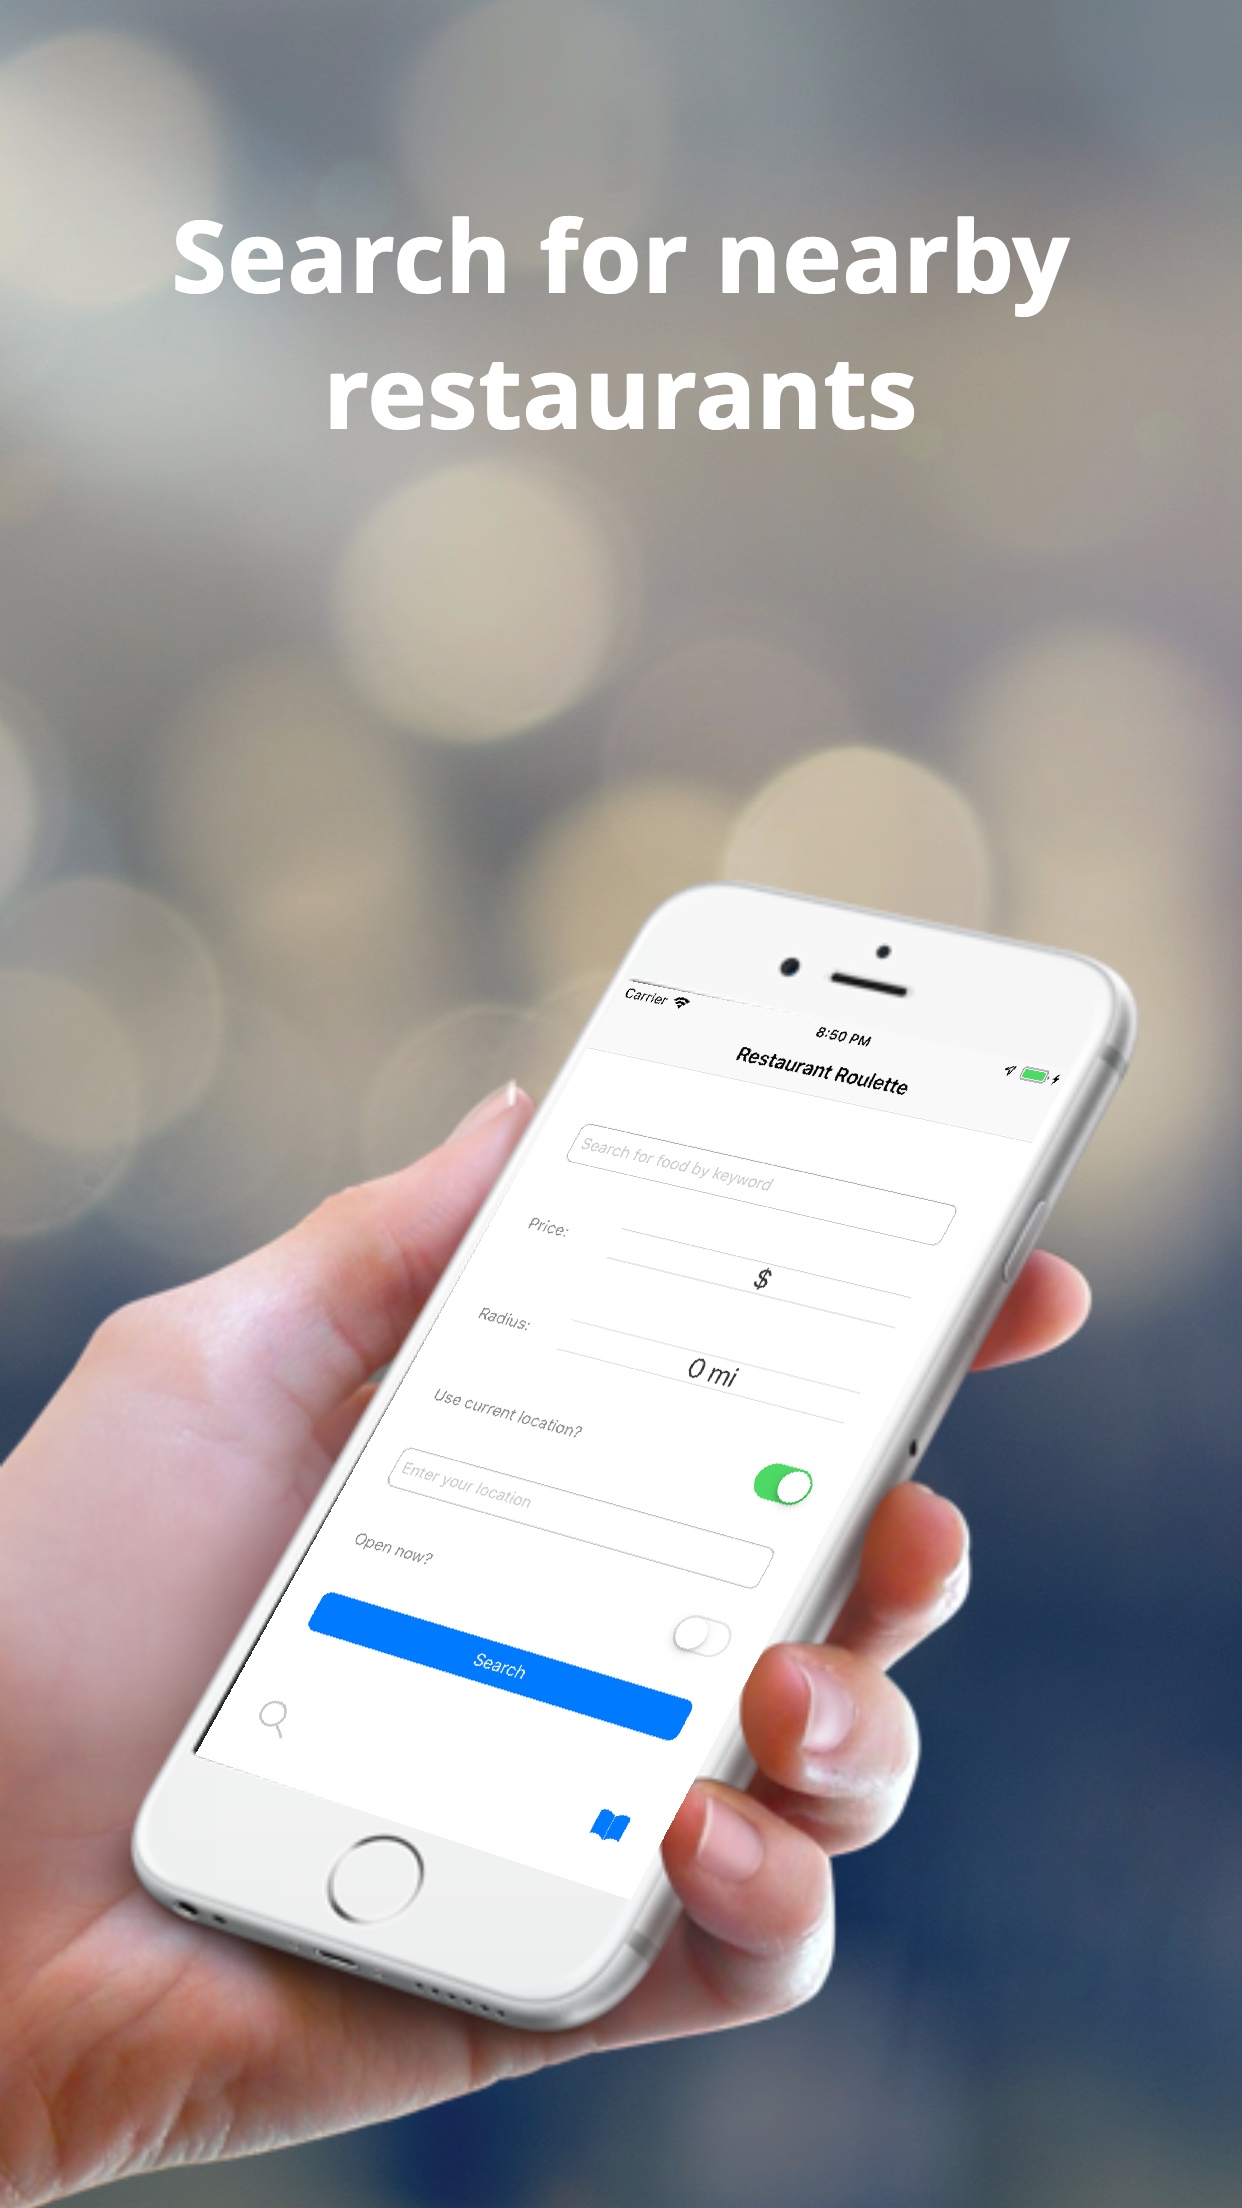 Search for nearby
restaurants
Carrier
8:50 PM
Restaurant Roulette
Search for food by keyword
Price:
$
Radius:
0 mi
Use current location?
Enter your location
Open now?
Search